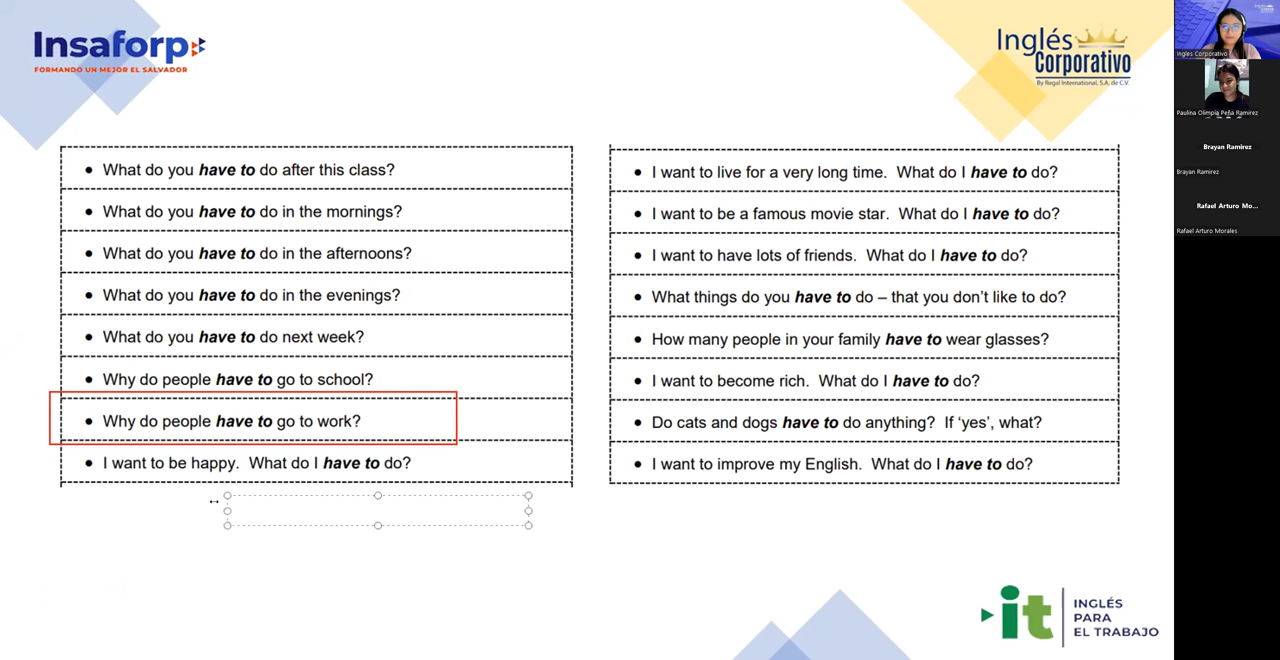 Insaforp
FORMANDO UN MEJOR EL SALVADOR
Inglés
Corporativo
By Regal International, S.A. de C.V.
• What do you have to do after this class?
• What do you have to do in the mornings?
• What do you have to do in the afternoons?
• What do you have to do in the evenings?
• What do you have to do next week?
• Why do people have to go to school?
• Why do people have to go to work?
• I want to be happy. What do I have to do?
• I want to live for a very long time. What do I have to do?
• I want to be a famous movie star. What do I have to do?
• I want to have lots of friends. What do I have to do?
• What things do you have to do – that you don't like to do?
• How many people in your family have to wear glasses?
• I want to become rich. What do I have to do?
• Do cats and dogs have to do anything? If 'yes', what?
• I want to improve my English. What do I have to do?
it
INGLÉS
PARA
EL TRABAJO
Ingles Corporativo
Paulina Olimpia Peña Ramirez
Brayan Ramirez
Brayan Ramirez
Rafael Arturo Mo...
Rafael Arturo Morales